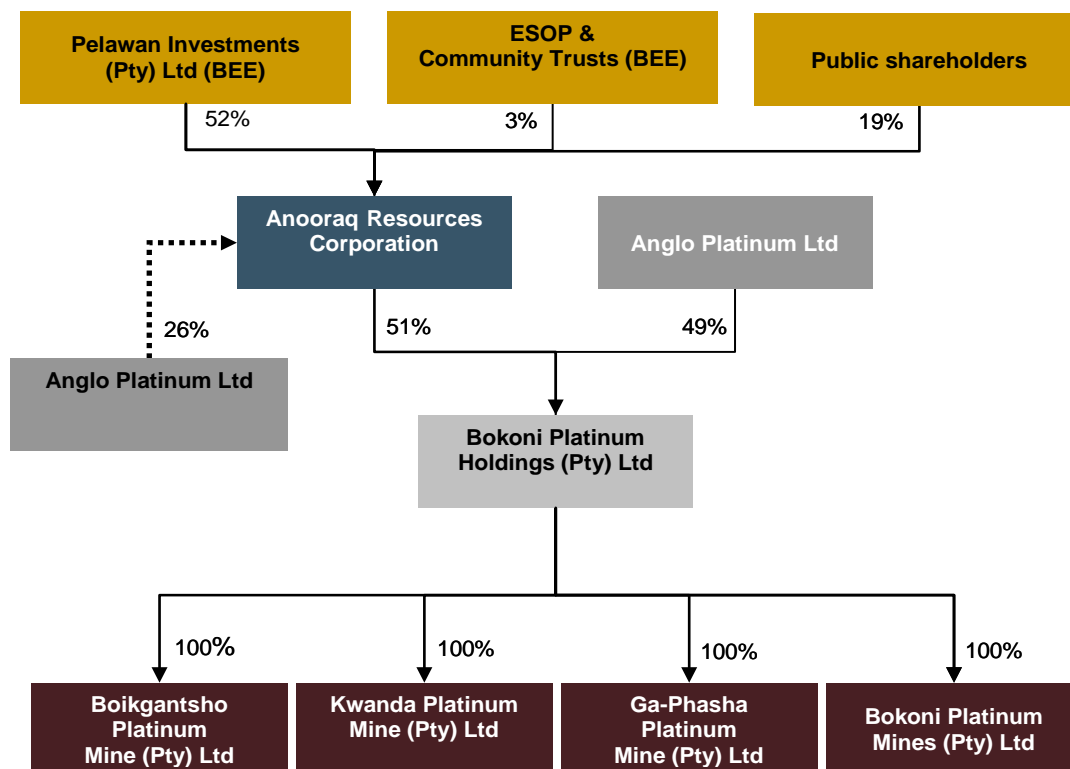 Pelawan Investments
(Pty) Ltd (BEE)
ESOP &
Community Trusts (BEE)
Public shareholders
52%
3%
19%
Anooraq Resources
Corporation
Anglo Platinum Ltd
26%
51%
49%
Anglo Platinum Ltd
Bokoni Platinum
Holdings (Pty) Ltd
100%
100%
100%
100%
Boikgantsho
Platinum
Mine (Pty) Ltd
Kwanda Platinum
Mine (Pty) Ltd
Ga-Phasha
Platinum
Mine (Pty) Ltd
Bokoni Platinum
Mines (Pty) Ltd